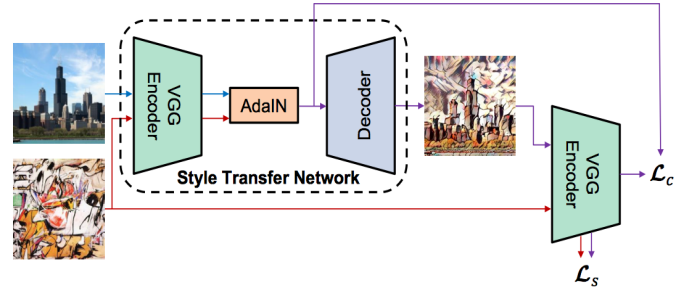 VGG
Encoder
AdaIN
Decoder
Style Transfer Network
VGG
Encoder
ℒc
ℒs